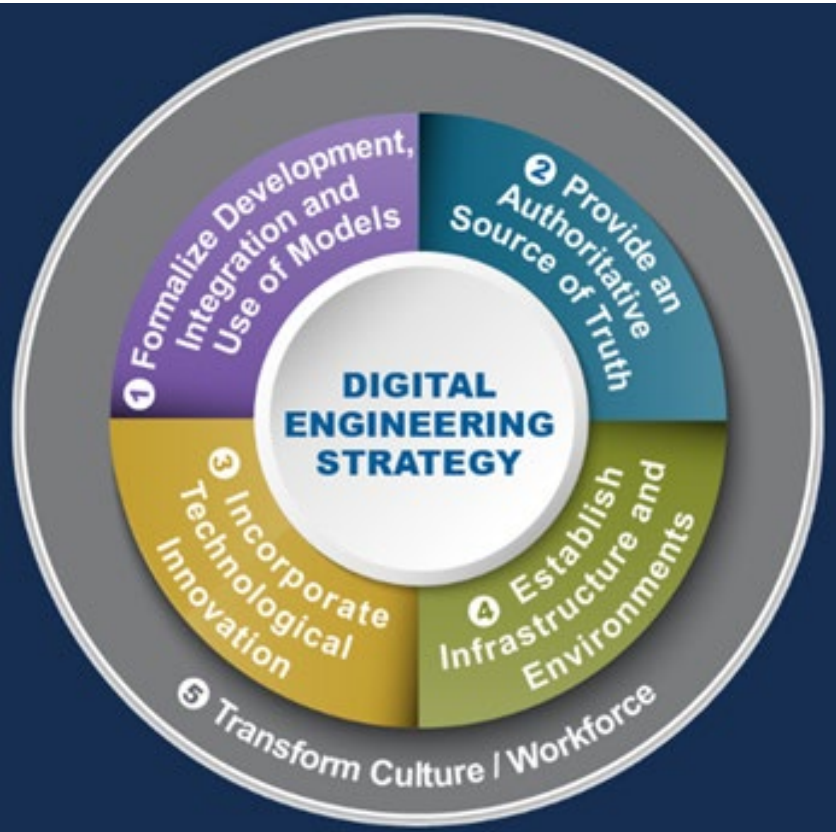 DIGITAL
ENGINEERING
STRATEGY
1 Formalize Development,
Integration and
Use of Models
2 Provide an
Authoritative
Source of Truth
3 Incorporate
Technological
Innovation
4 Establish
Infrastructure and
Environments
5 Transform Culture / Workforce